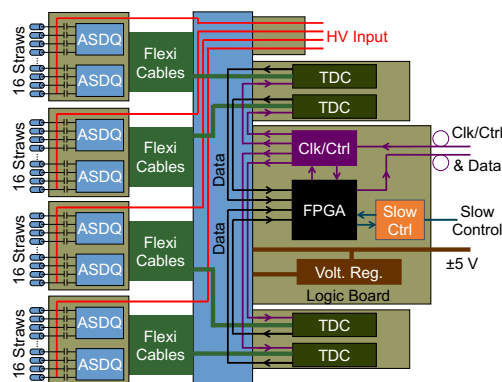 16 Straws
ASDQ
ASDQ
Flexi
Cables
HV Input
TDC
TDC
16 Straws
ASDQ
ASDQ
Flexi
Cables
Data
Clk/Ctrl
Clk/Ctrl
& Data
FPGA
Slow
Ctrl
Slow
Control
16 Straws
ASDQ
ASDQ
Flexi
Cables
Data
±5 V
Volt. Reg.
Logic Board
16 Straws
ASDQ
ASDQ
Flexi
Cables
TDC
TDC